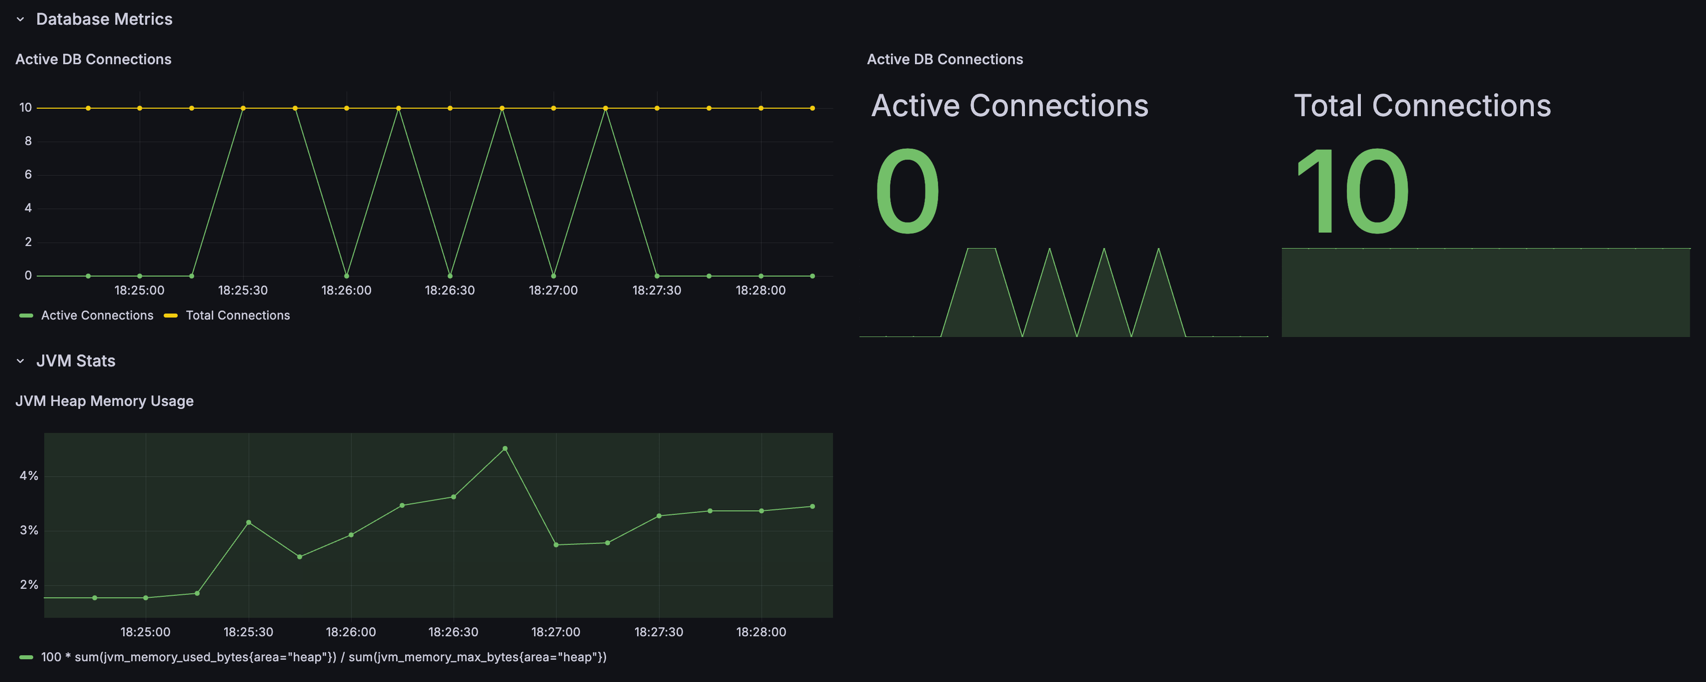 Database Metrics
Active DB Connections
10
8
6
4
2
0
18:25:00 18:25:30 18:26:00 18:26:30 18:27:00 18:27:30 18:28:00
Active Connections Total Connections
Active DB Connections
Active Connections Total Connections
0 10
JVM Stats
JVM Heap Memory Usage
4%
3%
2%
18:25:00 18:25:30 18:26:00 18:26:30 18:27:00 18:27:30 18:28:00
100 * sum(jvm_memory_used_bytes{area="heap"}) / sum(jvm_memory_max_bytes{area="heap"})